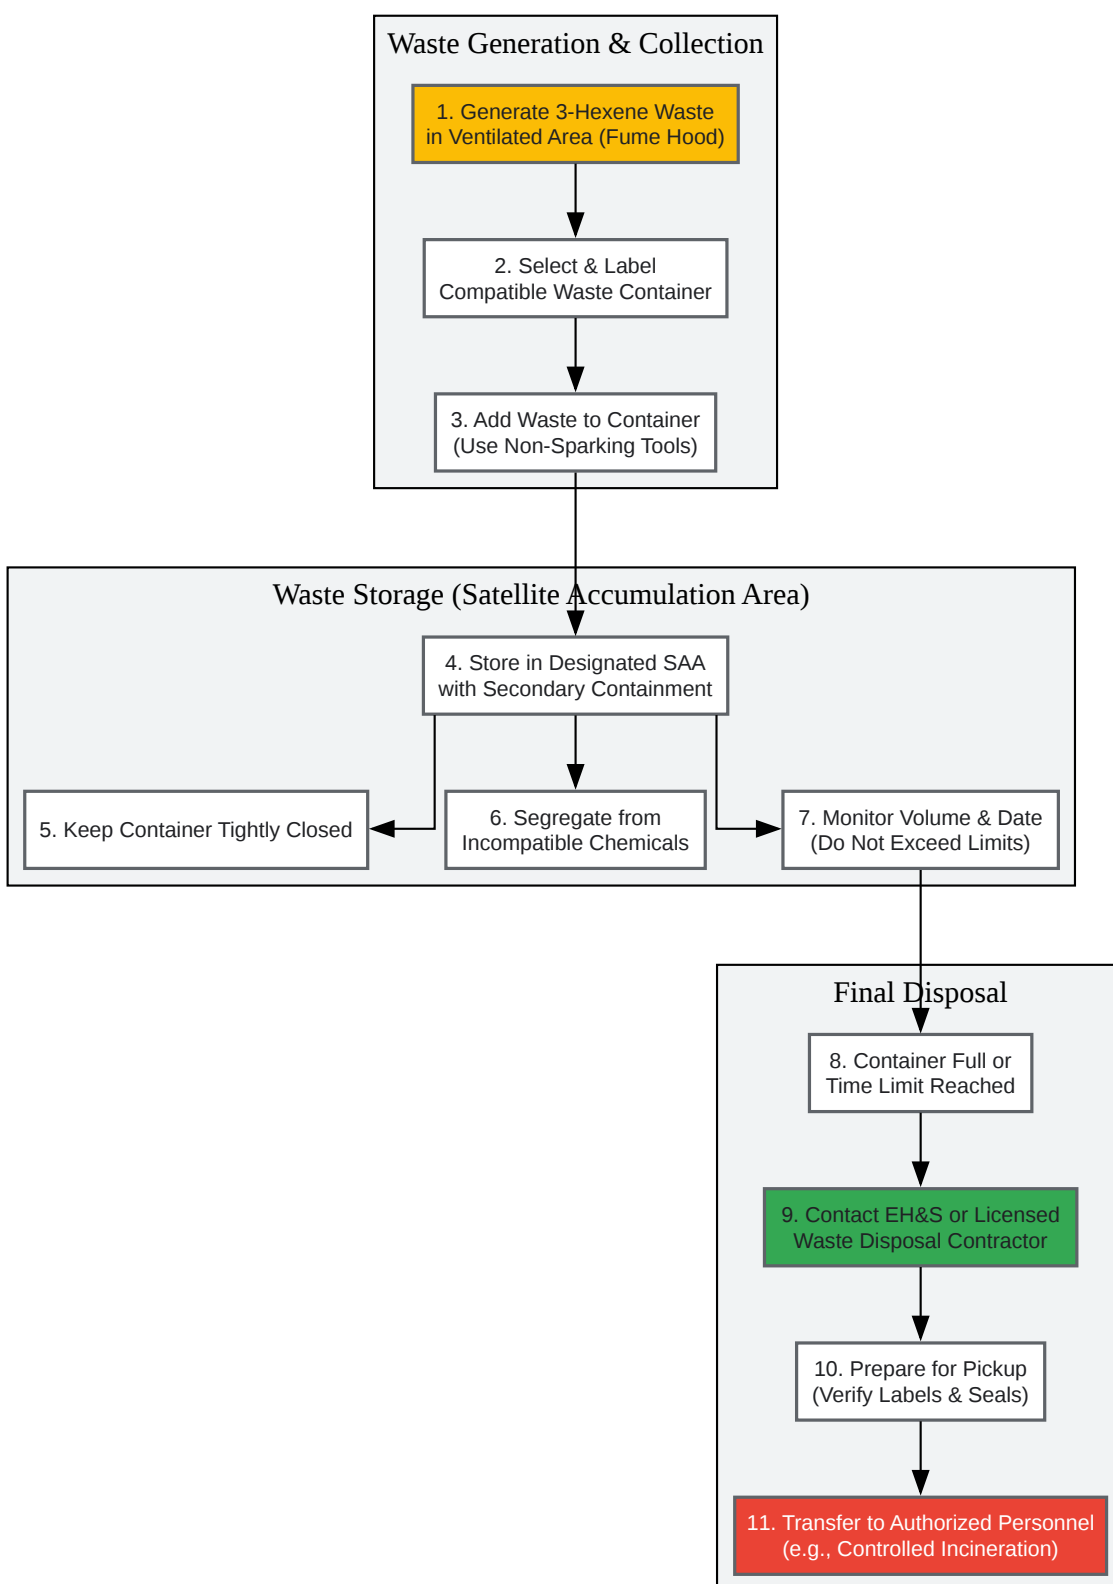 Waste Generation & Collection
1. Generate 3-Hexene Waste
in Ventilated Area (Fume Hood)
2. Select & Label
Compatible Waste Container
3. Add Waste to Container
(Use Non-Sparking Tools)
Waste Storage (Satellite Accumulation Area)
4. Store in Designated SAA
with Secondary Containment
5. Keep Container Tightly Closed
6. Segregate from
Incompatible Chemicals
7. Monitor Volume & Date
(Do Not Exceed Limits)
Final Disposal
8. Container Full or
Time Limit Reached
9. Contact EH&S or Licensed
Waste Disposal Contractor
10. Prepare for Pickup
(Verify Labels & Seals)
11. Transfer to Authorized Personnel
(e.g., Controlled Incineration)